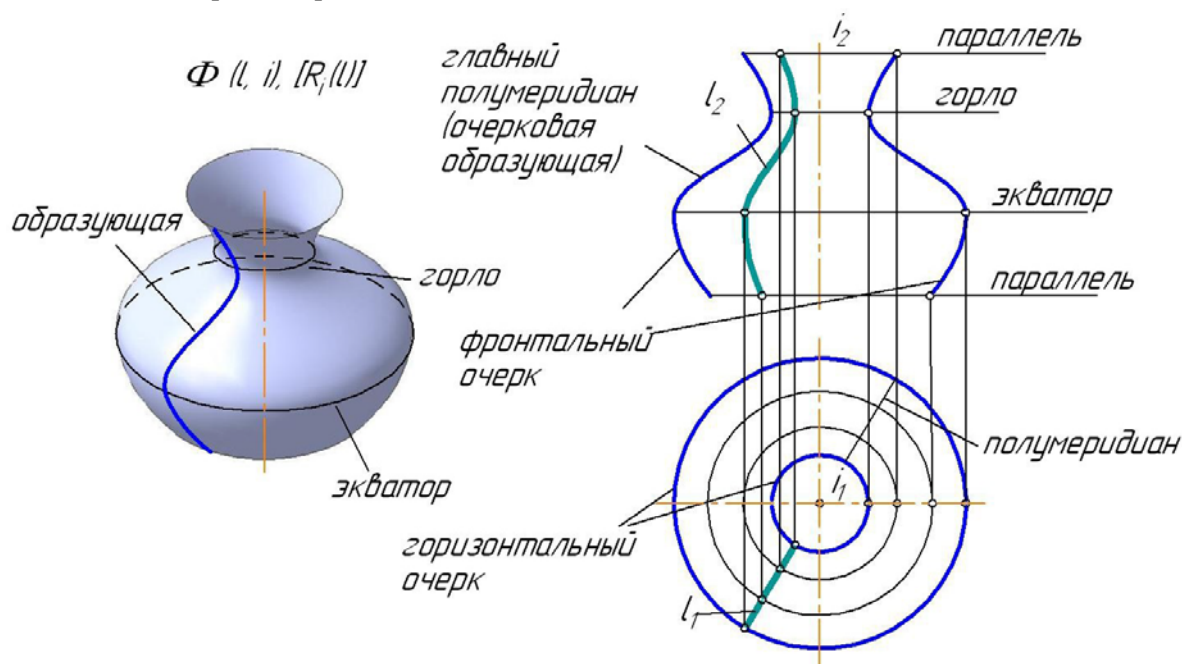 Φ (l, i), [Ri(l)]
образующая
горло
экватор
главный
полумеридиан
(очерковая
образующая)
l2
i2
параллель
горло
экватор
параллель
фронтальный
очерк
полумеридиан
i1
горизонтальный
очерк
l1